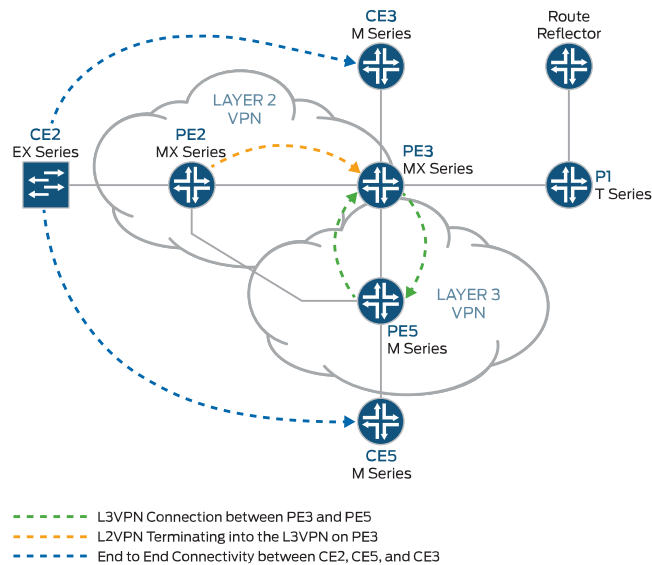 CE3
M Series
Route
Reflector
LAYER 2
VPN
CE2
EX Series
PE2
MX Series
PE3
MX Series
P1
T Series
LAYER 3
VPN
PE5
M Series
CE5
M Series
L3VPN Connection between PE3 and PE5
L2VPN Terminating into the L3VPN on PE3
End to End Connectivity between CE2, CE5, and CE3